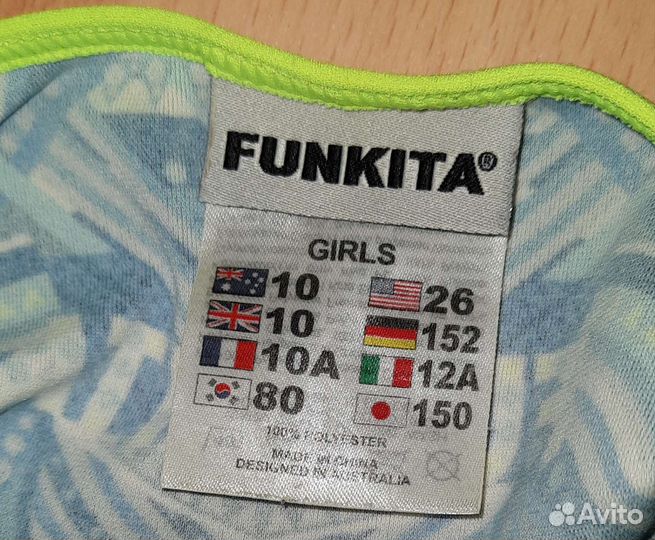 FUNKITA®
GIRLS
10 26
10 152
10A 12A
80 150
100% POLYESTER
MADE IN CHINA
DESIGNED IN AUSTRALIA
Avito